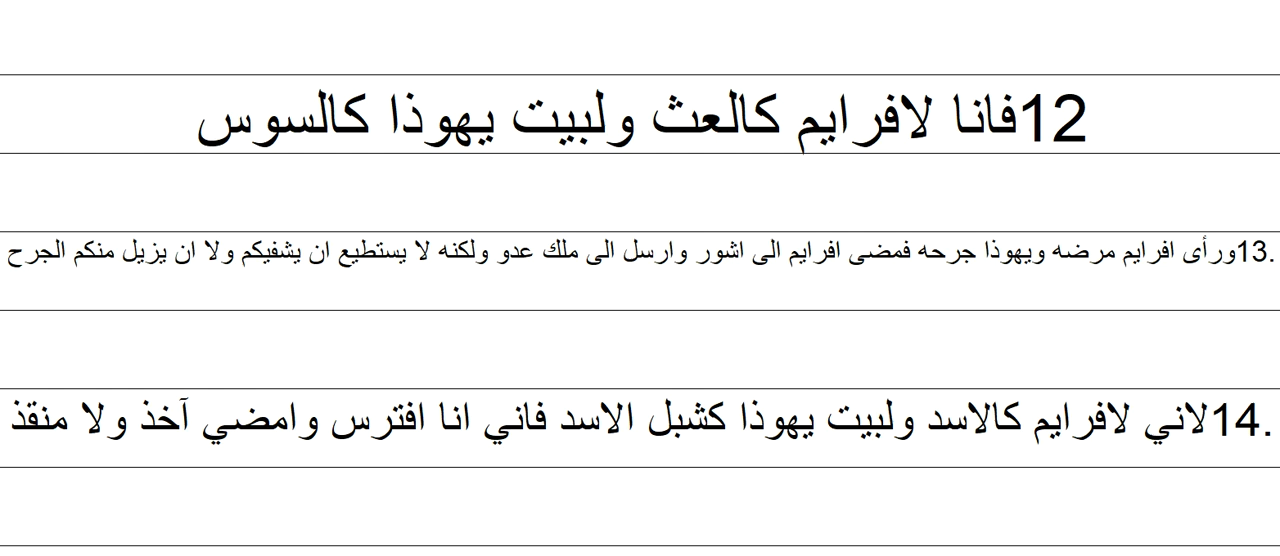 12فانا لافرايم كالعث ولبيت يهوذا كالسوس
.13ورأى افرايم مرضه ويهوذا جرحه فمضى افرايم الى اشور وارسل الى ملك عدو ولكنه لا يستطيع ان يشفيكم ولا ان يزيل منكم الجرح
.14لاني لافرايم كالاسد ولبيت يهوذا كشبل الاسد فاني انا افترس وامضي آخذ ولا منقذ